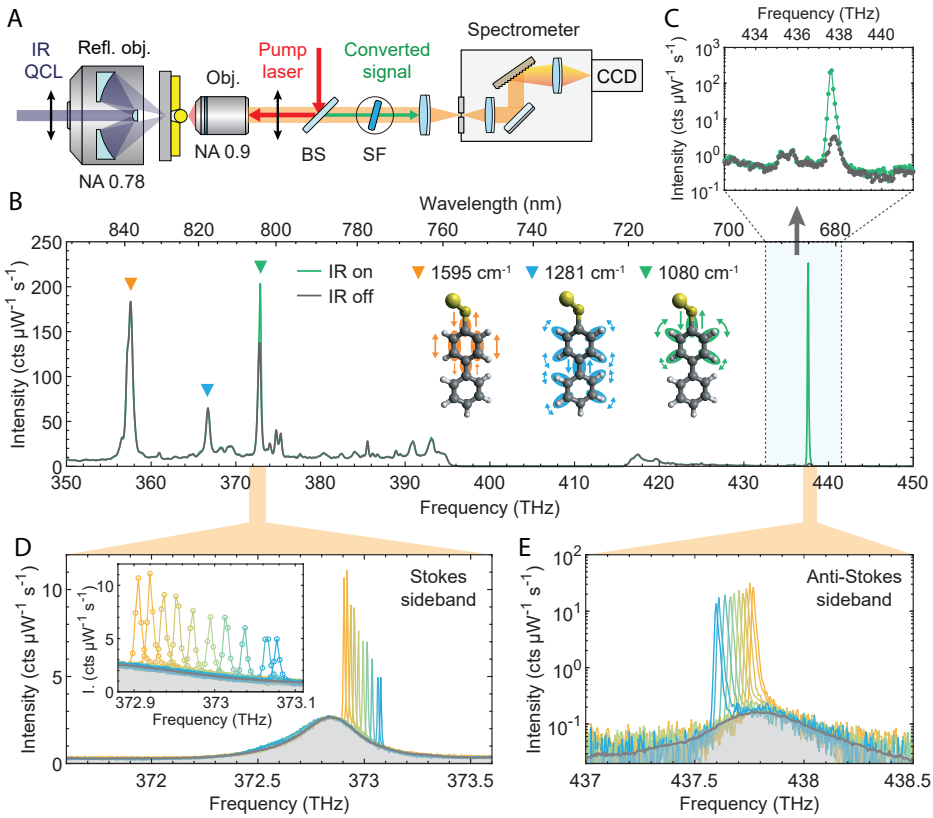 A
IR
QCL
Refl. obj.
Obj.
Pump
laser
Converted
signal
Spectrometer
CCD
NA 0.78
NA 0.9
BS
SF
C
Frequency (THz)
434 436 438 440
Intensity (cts µW⁻¹ s⁻¹)
10³
10²
10¹
10⁰
10⁻¹
B
Wavelength (nm)
840 820 800 780 760 740 720 700 680
Intensity (cts µW⁻¹ s⁻¹)
250
200
150
100
50
0
IR on
IR off
1595 cm⁻¹
1281 cm⁻¹
1080 cm⁻¹
350 360 370 380 390 400 410 420 430 440 450
Frequency (THz)
D
Intensity (cts µW⁻¹ s⁻¹)
10
5
0
Stokes
sideband
I. (cts µW⁻¹ s⁻¹)
10
5
0
372.9 373 373.1
Frequency (THz)
372 372.5 373 373.5
Frequency (THz)
E
Intensity (cts µW⁻¹ s⁻¹)
10²
10¹
10⁰
10⁻¹
Anti-Stokes
sideband
437 437.5 438 438.5
Frequency (THz)